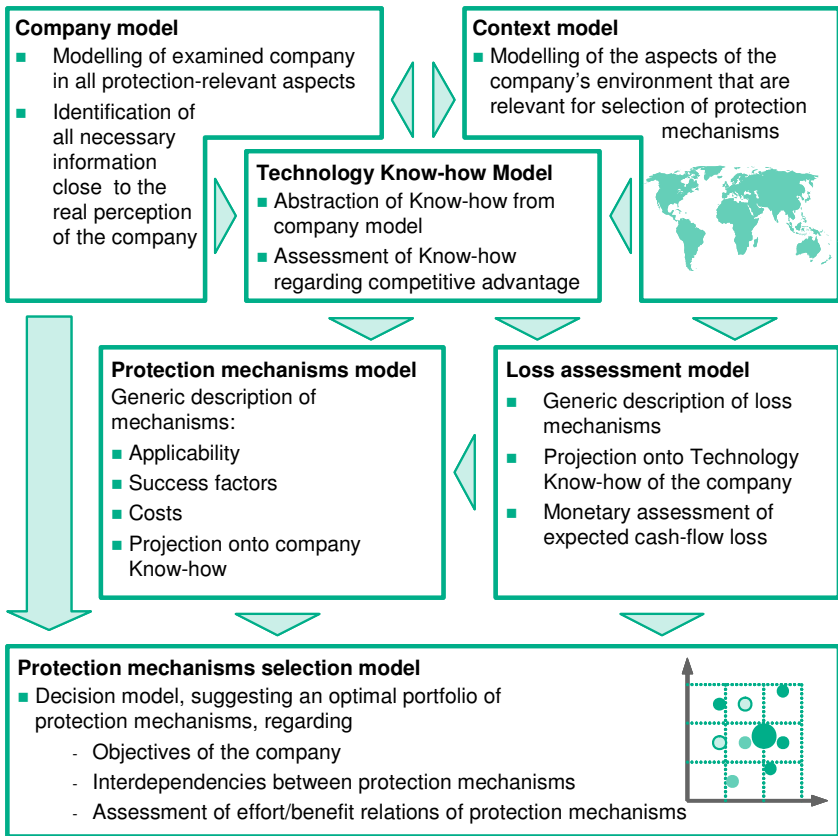 Company model
Modelling of examined company
in all protection-relevant aspects
Identification of
all necessary
information
close to the
real perception
of the company
Context model
Modelling of the aspects of the
company's environment that are
relevant for selection of protection
mechanisms
Technology Know-how Model
Abstraction of Know-how from
company model
Assessment of Know-how
regarding competitive advantage
Protection mechanisms model
Generic description of
mechanisms:
Applicability
Success factors
Costs
Projection onto company
Know-how
Loss assessment model
Generic description of loss
mechanisms
Projection onto Technology
Know-how of the company
Monetary assessment of
expected cash-flow loss
Protection mechanisms selection model
Decision model, suggesting an optimal portfolio of
protection mechanisms, regarding
- Objectives of the company
- Interdependencies between protection mechanisms
- Assessment of effort/benefit relations of protection mechanisms